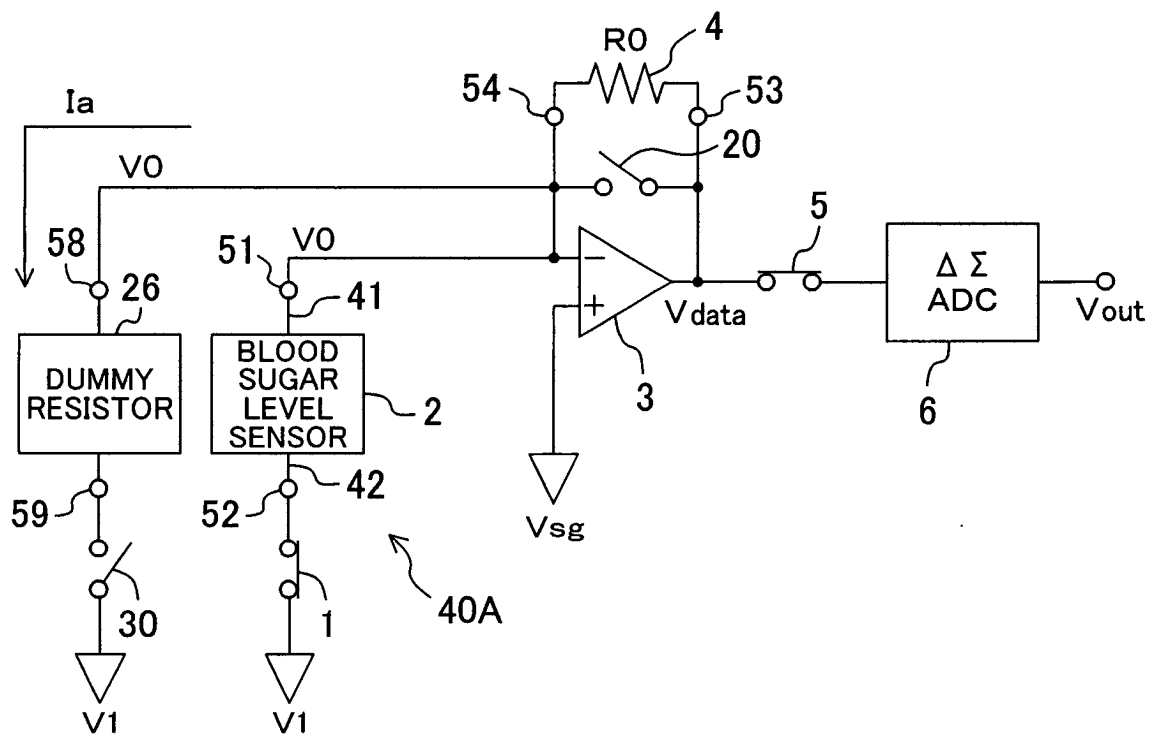 R0
4
54
53
Ia
20
V0
5
58
V0
51
26
41
−
+
Δ Σ
ADC
Vdata
Vout
DUMMY
RESISTOR
BLOOD
SUGAR
LEVEL
SENSOR
2
3
6
42
59
52
Vsg
30
1
40A
V1
V1